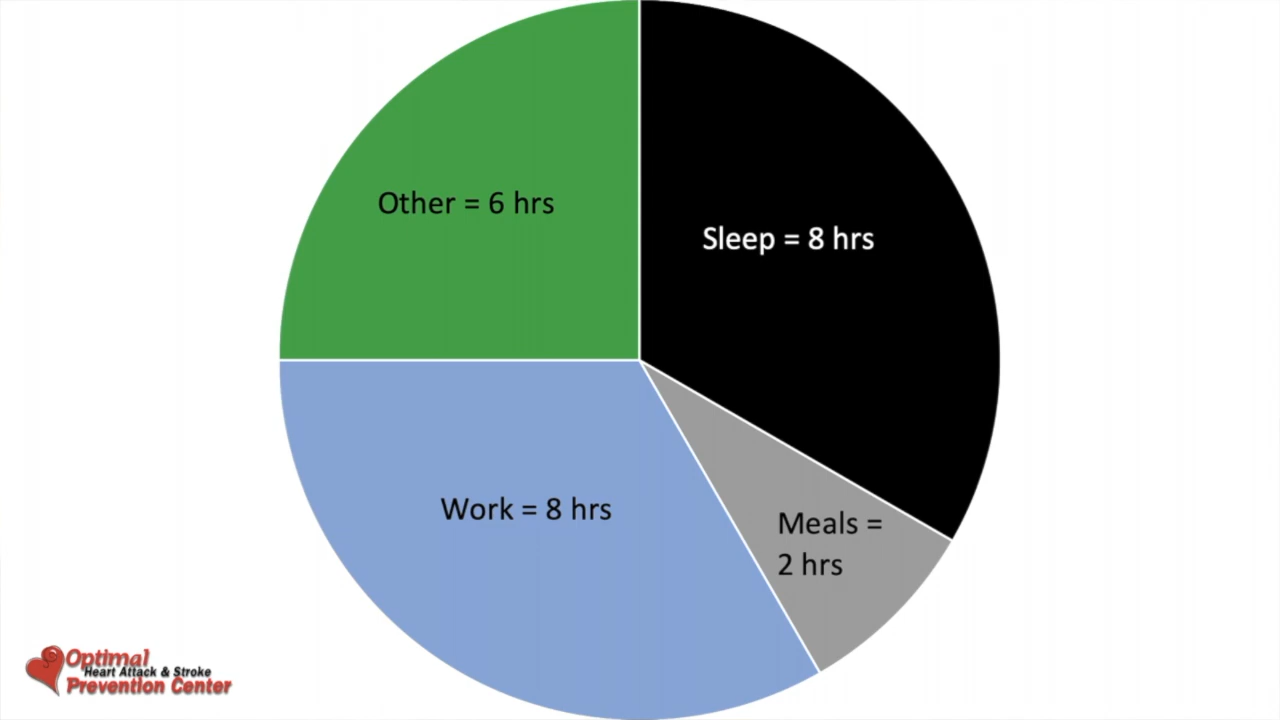 Other = 6 hrs
Sleep = 8 hrs
Work = 8 hrs
Meals =
2 hrs
Optimal
Heart Attack & Stroke
Prevention Center